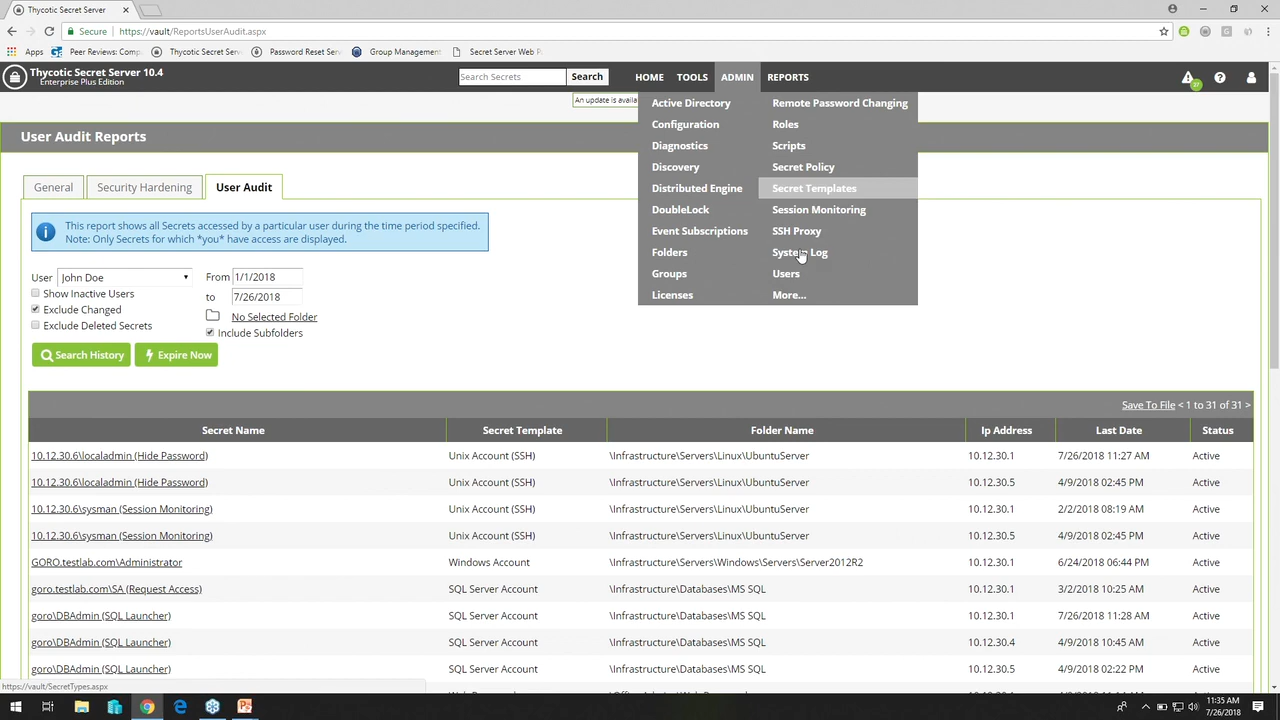 Thycotic Secret Server
Secure | https://vault/ReportsUserAudit.aspx
Apps Peer Reviews: Comp Thycotic Secret Serve Password Reset Serv Group Management Secret Server Web P
Thycotic Secret Server 10.4
Enterprise Plus Edition
Search Secrets Search HOME TOOLS ADMIN REPORTS
27
An update is availa
Active Directory Remote Password Changing
Configuration Roles
Diagnostics Scripts
Discovery Secret Policy
Distributed Engine Secret Templates
DoubleLock Session Monitoring
Event Subscriptions SSH Proxy
Folders System Log
Groups Users
Licenses More...
User Audit Reports
General Security Hardening User Audit
This report shows all Secrets accessed by a particular user during the time period specified.
Note: Only Secrets for which *you* have access are displayed.
User John Doe From 1/1/2018
Show Inactive Users to 7/26/2018
Exclude Changed No Selected Folder
Exclude Deleted Secrets Include Subfolders
Search History Expire Now
Save To File < 1 to 31 of 31 >
Secret Name Secret Template Folder Name Ip Address Last Date Status
10.12.30.6\localadmin (Hide Password) Unix Account (SSH) \Infrastructure\Servers\Linux\UbuntuServer 10.12.30.1 7/26/2018 11:27 AM Active
10.12.30.6\localadmin (Hide Password) Unix Account (SSH) \Infrastructure\Servers\Linux\UbuntuServer 10.12.30.5 4/9/2018 02:45 PM Active
10.12.30.6\sysman (Session Monitoring) Unix Account (SSH) \Infrastructure\Servers\Linux\UbuntuServer 10.12.30.1 2/2/2018 08:19 AM Active
10.12.30.6\sysman (Session Monitoring) Unix Account (SSH) \Infrastructure\Servers\Linux\UbuntuServer 10.12.30.5 4/9/2018 02:45 PM Active
GORO.testlab.com\Administrator Windows Account \Infrastructure\Servers\Windows\Servers\Server2012R2 10.12.30.1 6/24/2018 06:44 PM Active
goro.testlab.com\SA (Request Access) SQL Server Account \Infrastructure\Databases\MS SQL 10.12.30.1 3/2/2018 10:25 AM Active
goro\DBAdmin (SQL Launcher) SQL Server Account \Infrastructure\Databases\MS SQL 10.12.30.1 7/26/2018 11:28 AM Active
goro\DBAdmin (SQL Launcher) SQL Server Account \Infrastructure\Databases\MS SQL 10.12.30.4 4/9/2018 10:45 AM Active
goro\DBAdmin (SQL Launcher) SQL Server Account \Infrastructure\Databases\MS SQL 10.12.30.5 4/9/2018 02:22 PM Active
https://vault/SecretTypes.aspx
11:35 AM
7/26/2018